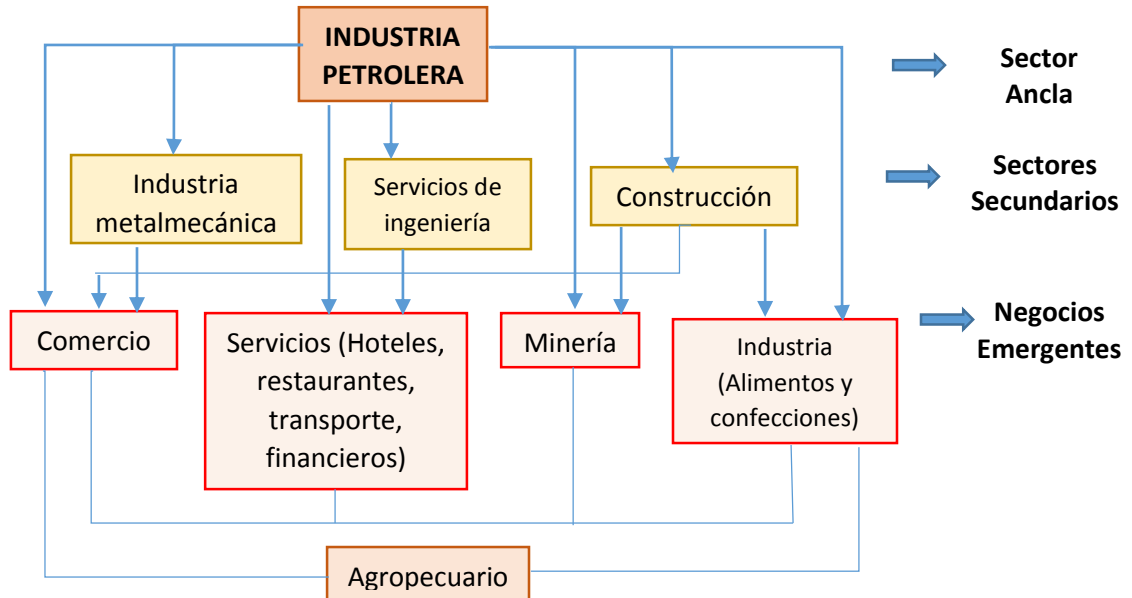 INDUSTRIA
PETROLERA
Sector
Ancla
Industria
metalmecánica
Servicios de
ingeniería
Construcción
Sectores
Secundarios
Comercio
Servicios (Hoteles,
restaurantes,
transporte,
financieros)
Minería
Industria
(Alimentos y
confecciones)
Negocios
Emergentes
Agropecuario